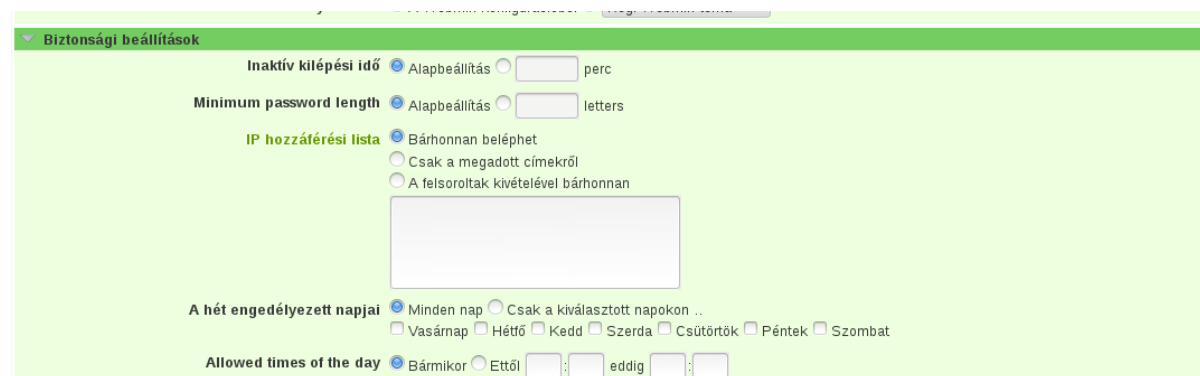 Biztonsági beállítások
Inaktív kilépési idő Alapbeállítás perc
Minimum password length Alapbeállítás letters
IP hozzáférési lista Bárhonnan beléphet
Csak a megadott címekről
A felsoroltak kivételével bárhonnan
A hét engedélyezett napjai Minden nap Csak a kiválasztott napokon ..
Vasárnap Hétfő Kedd Szerda Csütörtök Péntek Szombat
Allowed times of the day Bármikor Ettől : eddig :